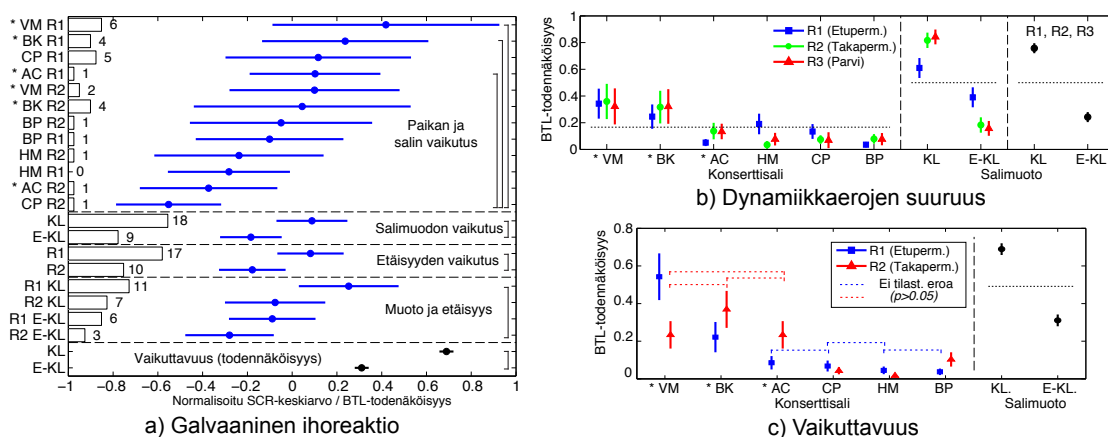 * VM R1 6
* BK R1 4
CP R1 5
* AC R1 1
* VM R2 2
* BK R2 4
BP R2 1
BP R1 1
HM R2 1
HM R1 0
* AC R2 1
CP R2 1
Paikan ja
salin vaikutus
KL 18
E-KL 9
Salimuodon vaikutus
R1 17
R2 10
Etäisyyden vaikutus
R1 KL 11
R2 KL 7
R1 E-KL 6
R2 E-KL 3
Muoto ja etäisyys
KL
E-KL
Vaikuttavuus (todennäköisyys)
−1 −0.8 −0.6 −0.4 −0.2 0 0.2 0.4 0.6 0.8 1
Normalisoitu SCR-keskiarvo / BTL-todenäköisyys
a) Galvaaninen ihoreaktio
BTL-todennäköisyys
1
0.8
0.6
0.4
0.2
0
R1 (Etuperm.)
R2 (Takaperm.)
R3 (Parvi)
R1, R2, R3
* VM * BK * AC HM CP BP KL E-KL KL E-KL
Konserttisali Salimuoto
b) Dynamiikkaerojen suuruus
BTL-todennäköisyys
0.8
0.6
0.4
0.2
0
R1 (Etuperm.)
R2 (Takaperm.)
Ei tilast. eroa
(p>0.05)
* VM * BK * AC CP HM BP KL. E-KL.
Konserttisali Salimuoto
c) Vaikuttavuus